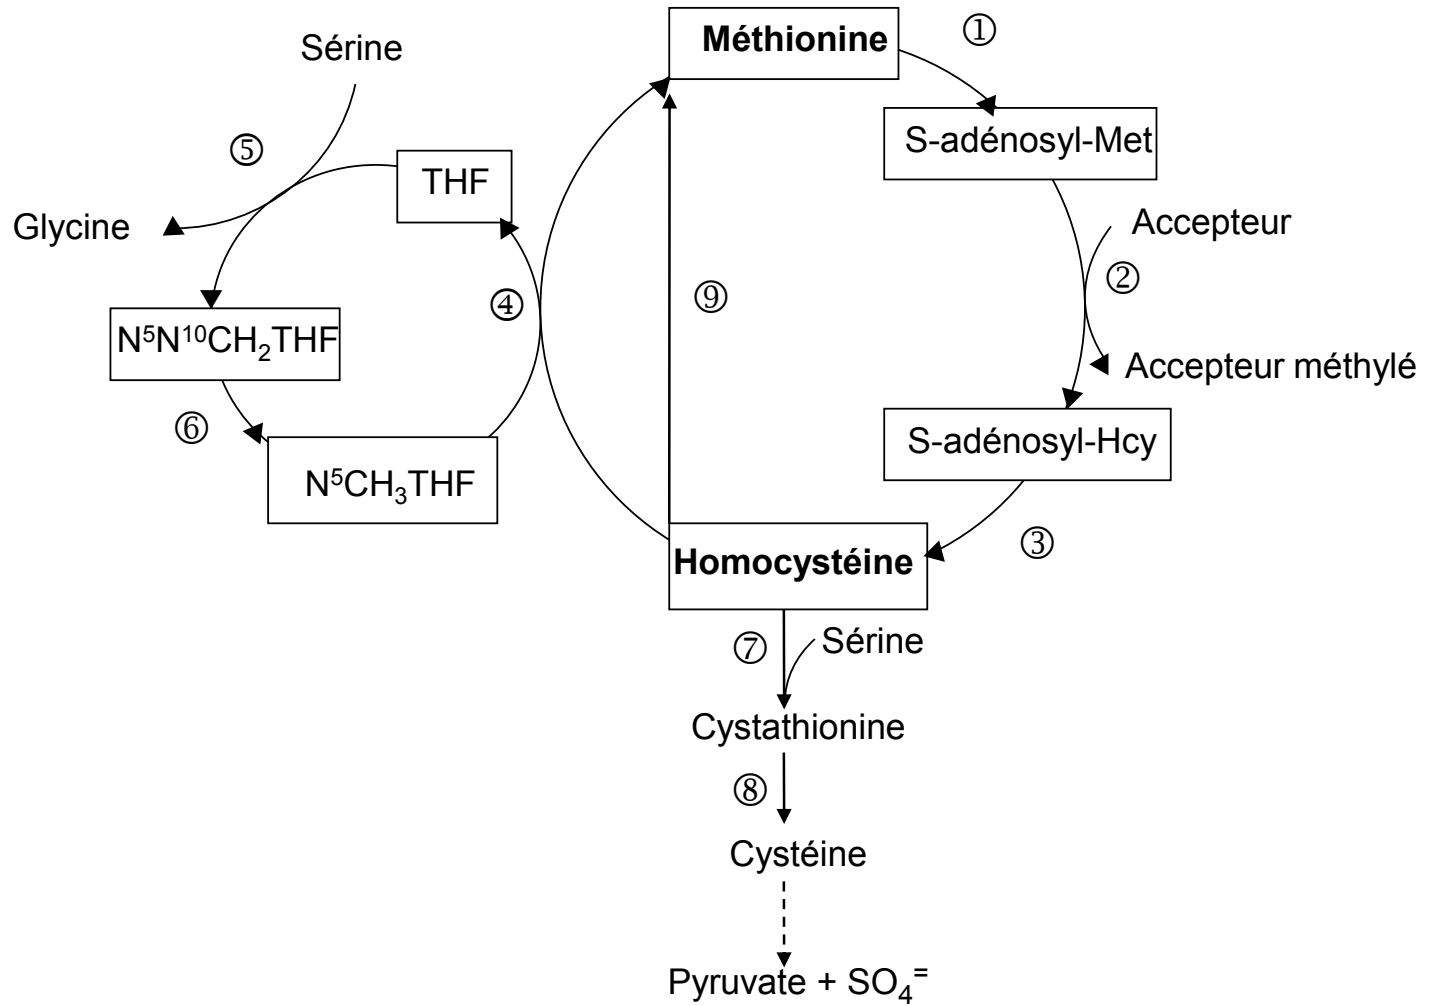 Méthionine
①
Sérine
S-adénosyl-Met
⑤
THF
Glycine
Accepteur
②
④
⑨
N⁵N¹⁰CH₂THF
Accepteur méthylé
⑥
S-adénosyl-Hcy
N⁵CH₃THF
③
Homocystéine
⑦
Sérine
Cystathionine
⑧
Cystéine
Pyruvate + SO₄⁼